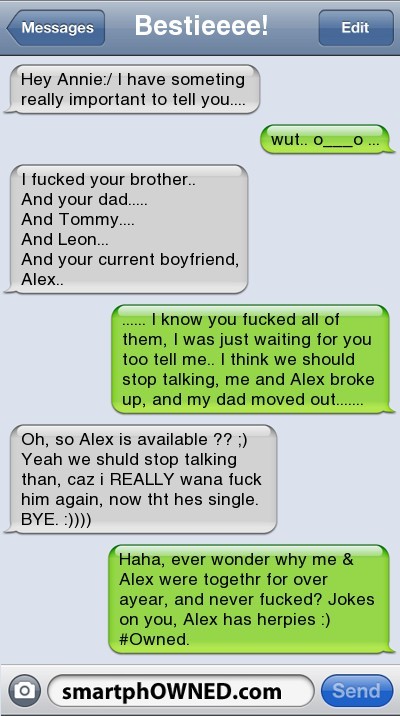 Messages
Bestieeee!
Edit
Hey Annie:/ I have someting
really important to tell you....
wut.. o___o ...
I fucked your brother..
And your dad.....
And Tommy....
And Leon...
And your current boyfriend,
Alex..
...... I know you fucked all of
them, I was just waiting for you
too tell me.. I think we should
stop talking, me and Alex broke
up, and my dad moved out.......
Oh, so Alex is available ?? ;)
Yeah we shuld stop talking
than, caz i REALLY wana fuck
him again, now tht hes single.
BYE. :))))
Haha, ever wonder why me &
Alex were togethr for over
ayear, and never fucked? Jokes
on you, Alex has herpies :)
#Owned.
smartphOWNED.com
Send